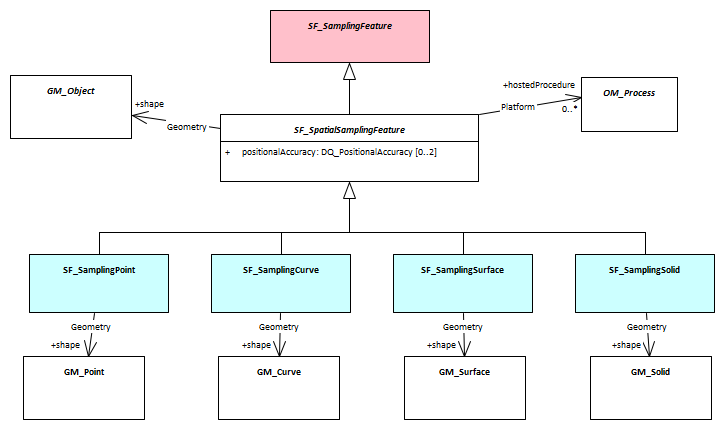 SF_SamplingFeature
GM_Object
+shape
Geometry
+hostedProcedure
Platform
0..*
OM_Process
SF_SpatialSamplingFeature
+ positionalAccuracy: DQ_PositionalAccuracy [0..2]
SF_SamplingPoint
SF_SamplingCurve
SF_SamplingSurface
SF_SamplingSolid
Geometry
Geometry
Geometry
Geometry
+shape
+shape
+shape
+shape
GM_Point
GM_Curve
GM_Surface
GM_Solid